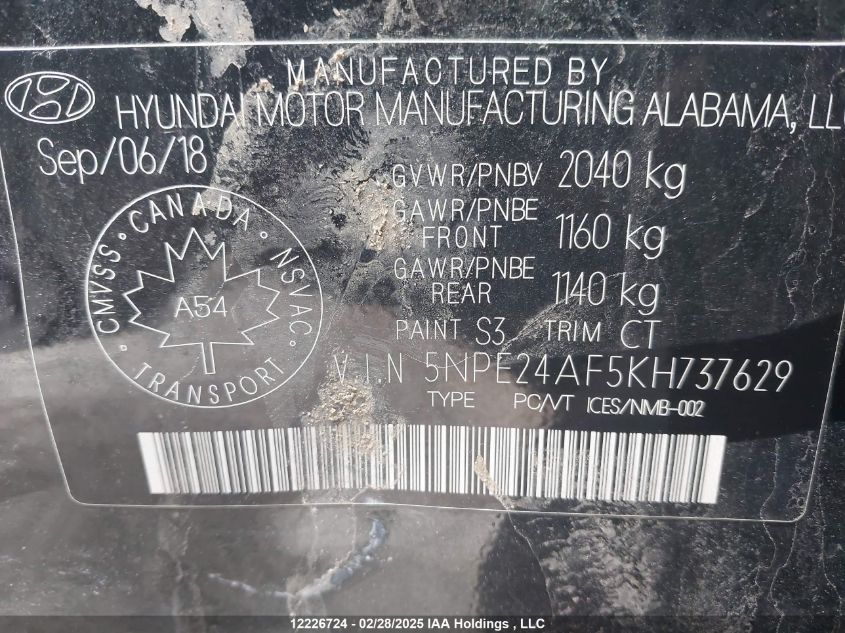 MANUFACTURED BY
HYUNDAI MOTOR MANUFACTURING ALABAMA, LLC
Sep/06/18
GVWR/PNBV 2040 kg
GAWR/PNBE
FRONT 1160 kg
GAWR/PNBE
REAR 1140 kg
PAINT S3 TRIM CT
V.I.N 5NPE24AF5KH737629
TYPE PC/VT ICES/NMB-002
CANADA
CMVSS · NSVAC
A54
TRANSPORT
12226724 - 02/28/2025 IAA Holdings , LLC